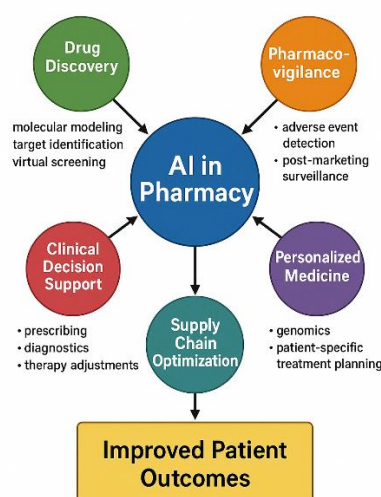 Drug
Discovery
molecular modeling
target identification
virtual screening
Pharmaco-
vigilance
• adverse event
detection
• post-marketing
surveillance
AI in
Pharmacy
Clinical
Decision
Support
• prescribing
• diagnostics
• therapy adjustments
Personalized
Medicine
• genomics
• patient-specific
treatment planning
Supply
Chain
Optimization
Improved Patient
Outcomes